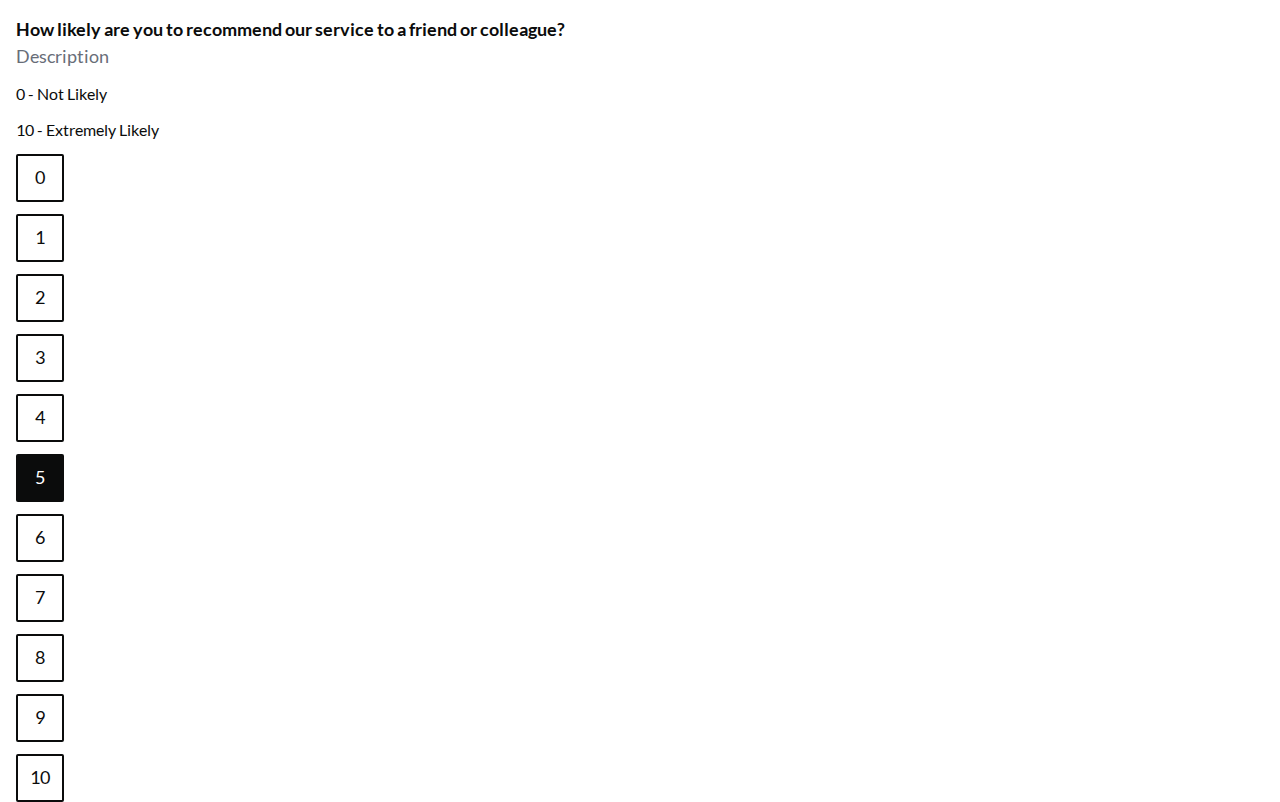 How likely are you to recommend our service to a friend or colleague?
Description
0 - Not Likely
10 - Extremely Likely
0
1
2
3
4
5
6
7
8
9
10